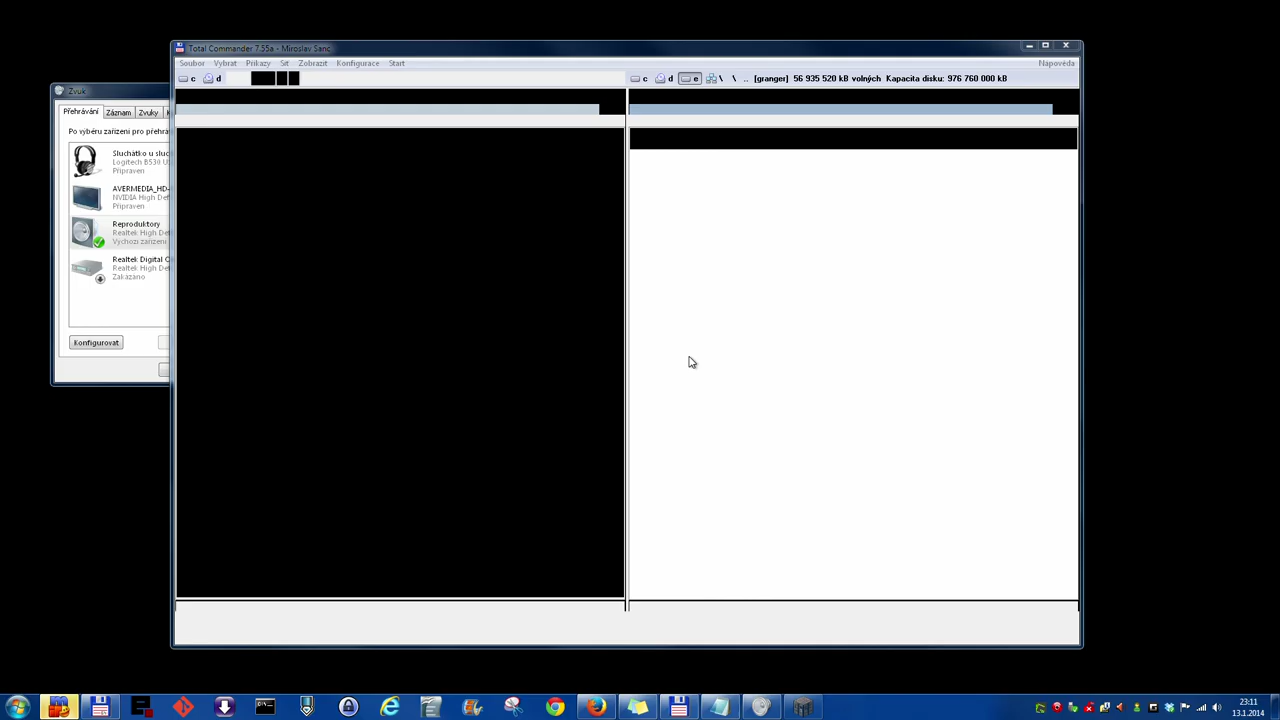 Total Commander 7.55a - Miroslav Sanc
Soubor Vybrat Příkazy Síť Zobrazit Konfigurace Start Nápověda
c d c d e \ \ .. [granger] 56 935 520 kB volných Kapacita disku: 976 760 000 kB
Zvuk
Přehrávání Záznam Zvuky
Po výběru zařízení pro přehrá
Sluchátko u sluc
Logitech B530 U
Připraven
AVERMEDIA_HD-
NVIDIA High Def
Připraven
Reproduktory
Realtek High Def
Výchozí zařízení
Realtek Digital O
Realtek High Def
Zakázáno
Konfigurovat
23:11
13.1.2014